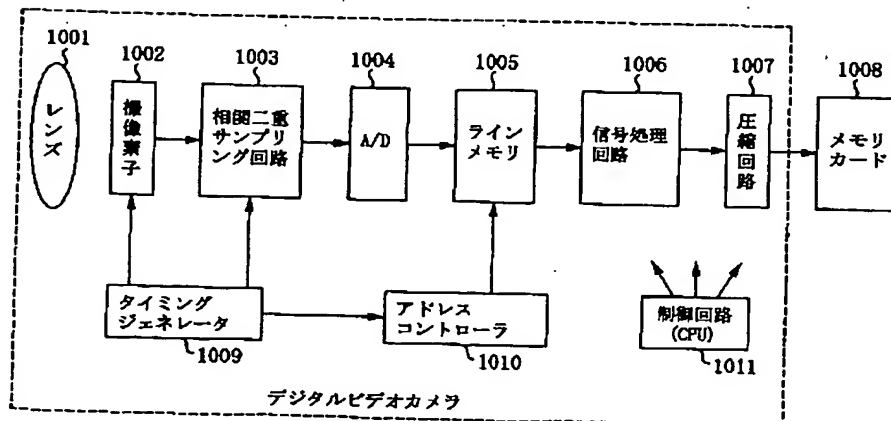 1001
1002
1003
1004
1005
1006
1007
1008
レンズ
撮像素子
相関二重
サンプリ
ング回路
A/D
ライン
メモリ
信号処理
回路
圧縮回路
メモリ
カード
タイミング
ジェネレータ
1009
アドレス
コントローラ
1010
制御回路
(CPU)
1011
デジタルビデオカメラ